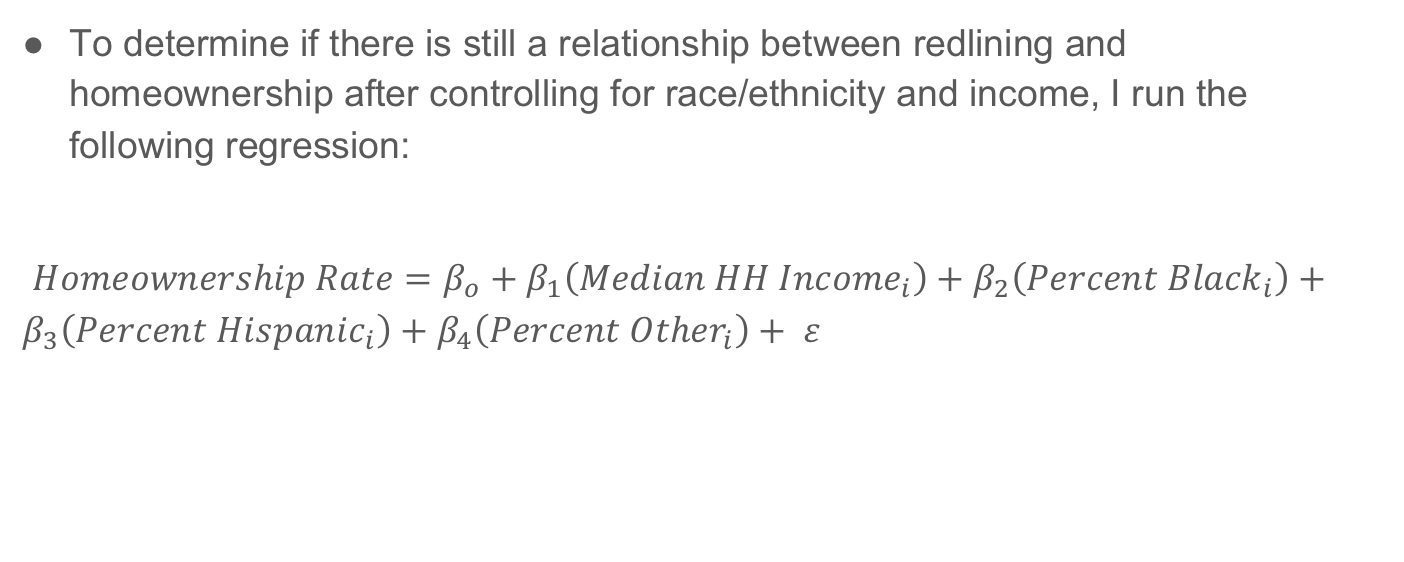 ● To determine if there is still a relationship between redlining and
homeownership after controlling for race/ethnicity and income, I run the
following regression:
Homeownership Rate = β₀ + β₁(Median HH Incomeᵢ) + β₂(Percent Blackᵢ) +
β₃(Percent Hispanicᵢ) + β₄(Percent Otherᵢ) + ε